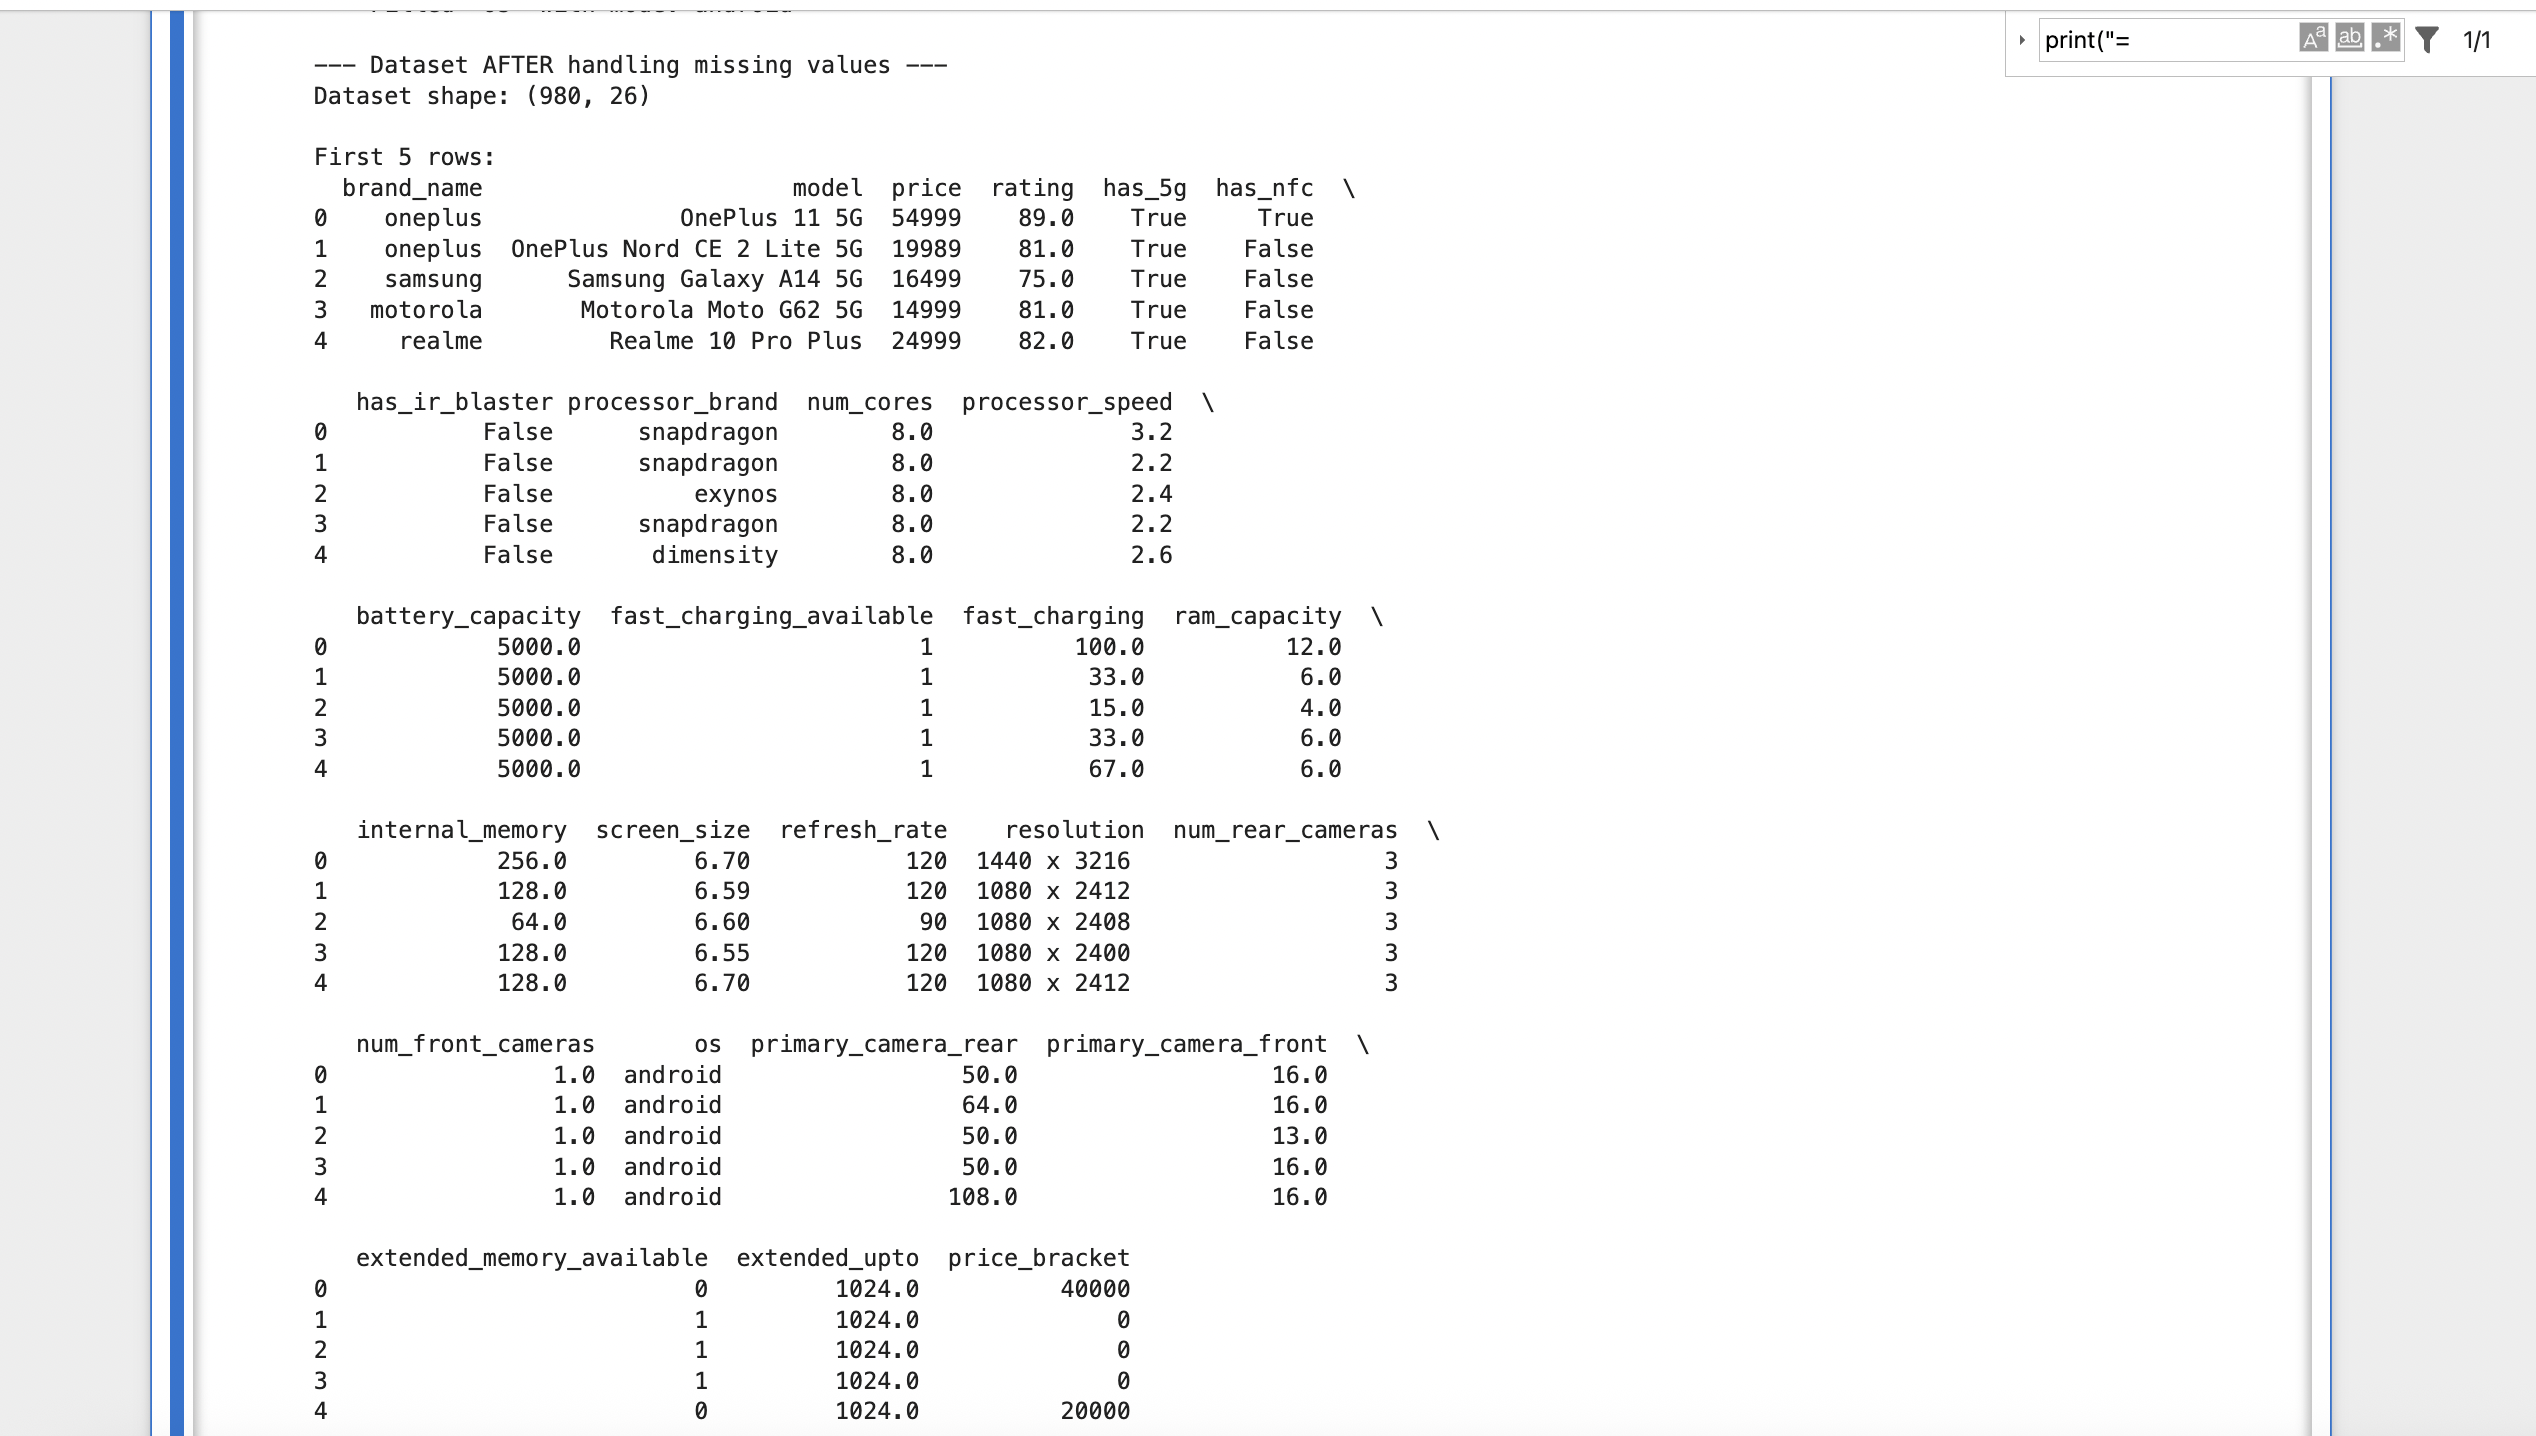 print("=
1/1
--- Dataset AFTER handling missing values ---
Dataset shape: (980, 26)
First 5 rows:
  brand_name                      model  price  rating  has_5g  has_nfc  \
0    oneplus              OnePlus 11 5G  54999    89.0    True     True
1    oneplus  OnePlus Nord CE 2 Lite 5G  19989    81.0    True    False
2    samsung      Samsung Galaxy A14 5G  16499    75.0    True    False
3   motorola       Motorola Moto G62 5G  14999    81.0    True    False
4     realme         Realme 10 Pro Plus  24999    82.0    True    False
   has_ir_blaster processor_brand  num_cores  processor_speed  \
0           False      snapdragon        8.0              3.2
1           False      snapdragon        8.0              2.2
2           False          exynos        8.0              2.4
3           False      snapdragon        8.0              2.2
4           False       dimensity        8.0              2.6
   battery_capacity  fast_charging_available  fast_charging  ram_capacity  \
0            5000.0                        1          100.0          12.0
1            5000.0                        1           33.0           6.0
2            5000.0                        1           15.0           4.0
3            5000.0                        1           33.0           6.0
4            5000.0                        1           67.0           6.0
   internal_memory  screen_size  refresh_rate    resolution  num_rear_cameras  \
0            256.0         6.70           120  1440 x 3216                  3
1            128.0         6.59           120  1080 x 2412                  3
2             64.0         6.60            90  1080 x 2408                  3
3            128.0         6.55           120  1080 x 2400                  3
4            128.0         6.70           120  1080 x 2412                  3
   num_front_cameras       os  primary_camera_rear  primary_camera_front  \
0                1.0  android                 50.0                  16.0
1                1.0  android                 64.0                  16.0
2                1.0  android                 50.0                  13.0
3                1.0  android                 50.0                  16.0
4                1.0  android                108.0                  16.0
   extended_memory_available  extended_upto  price_bracket
0                          0         1024.0          40000
1                          1         1024.0              0
2                          1         1024.0              0
3                          1         1024.0              0
4                          0         1024.0          20000